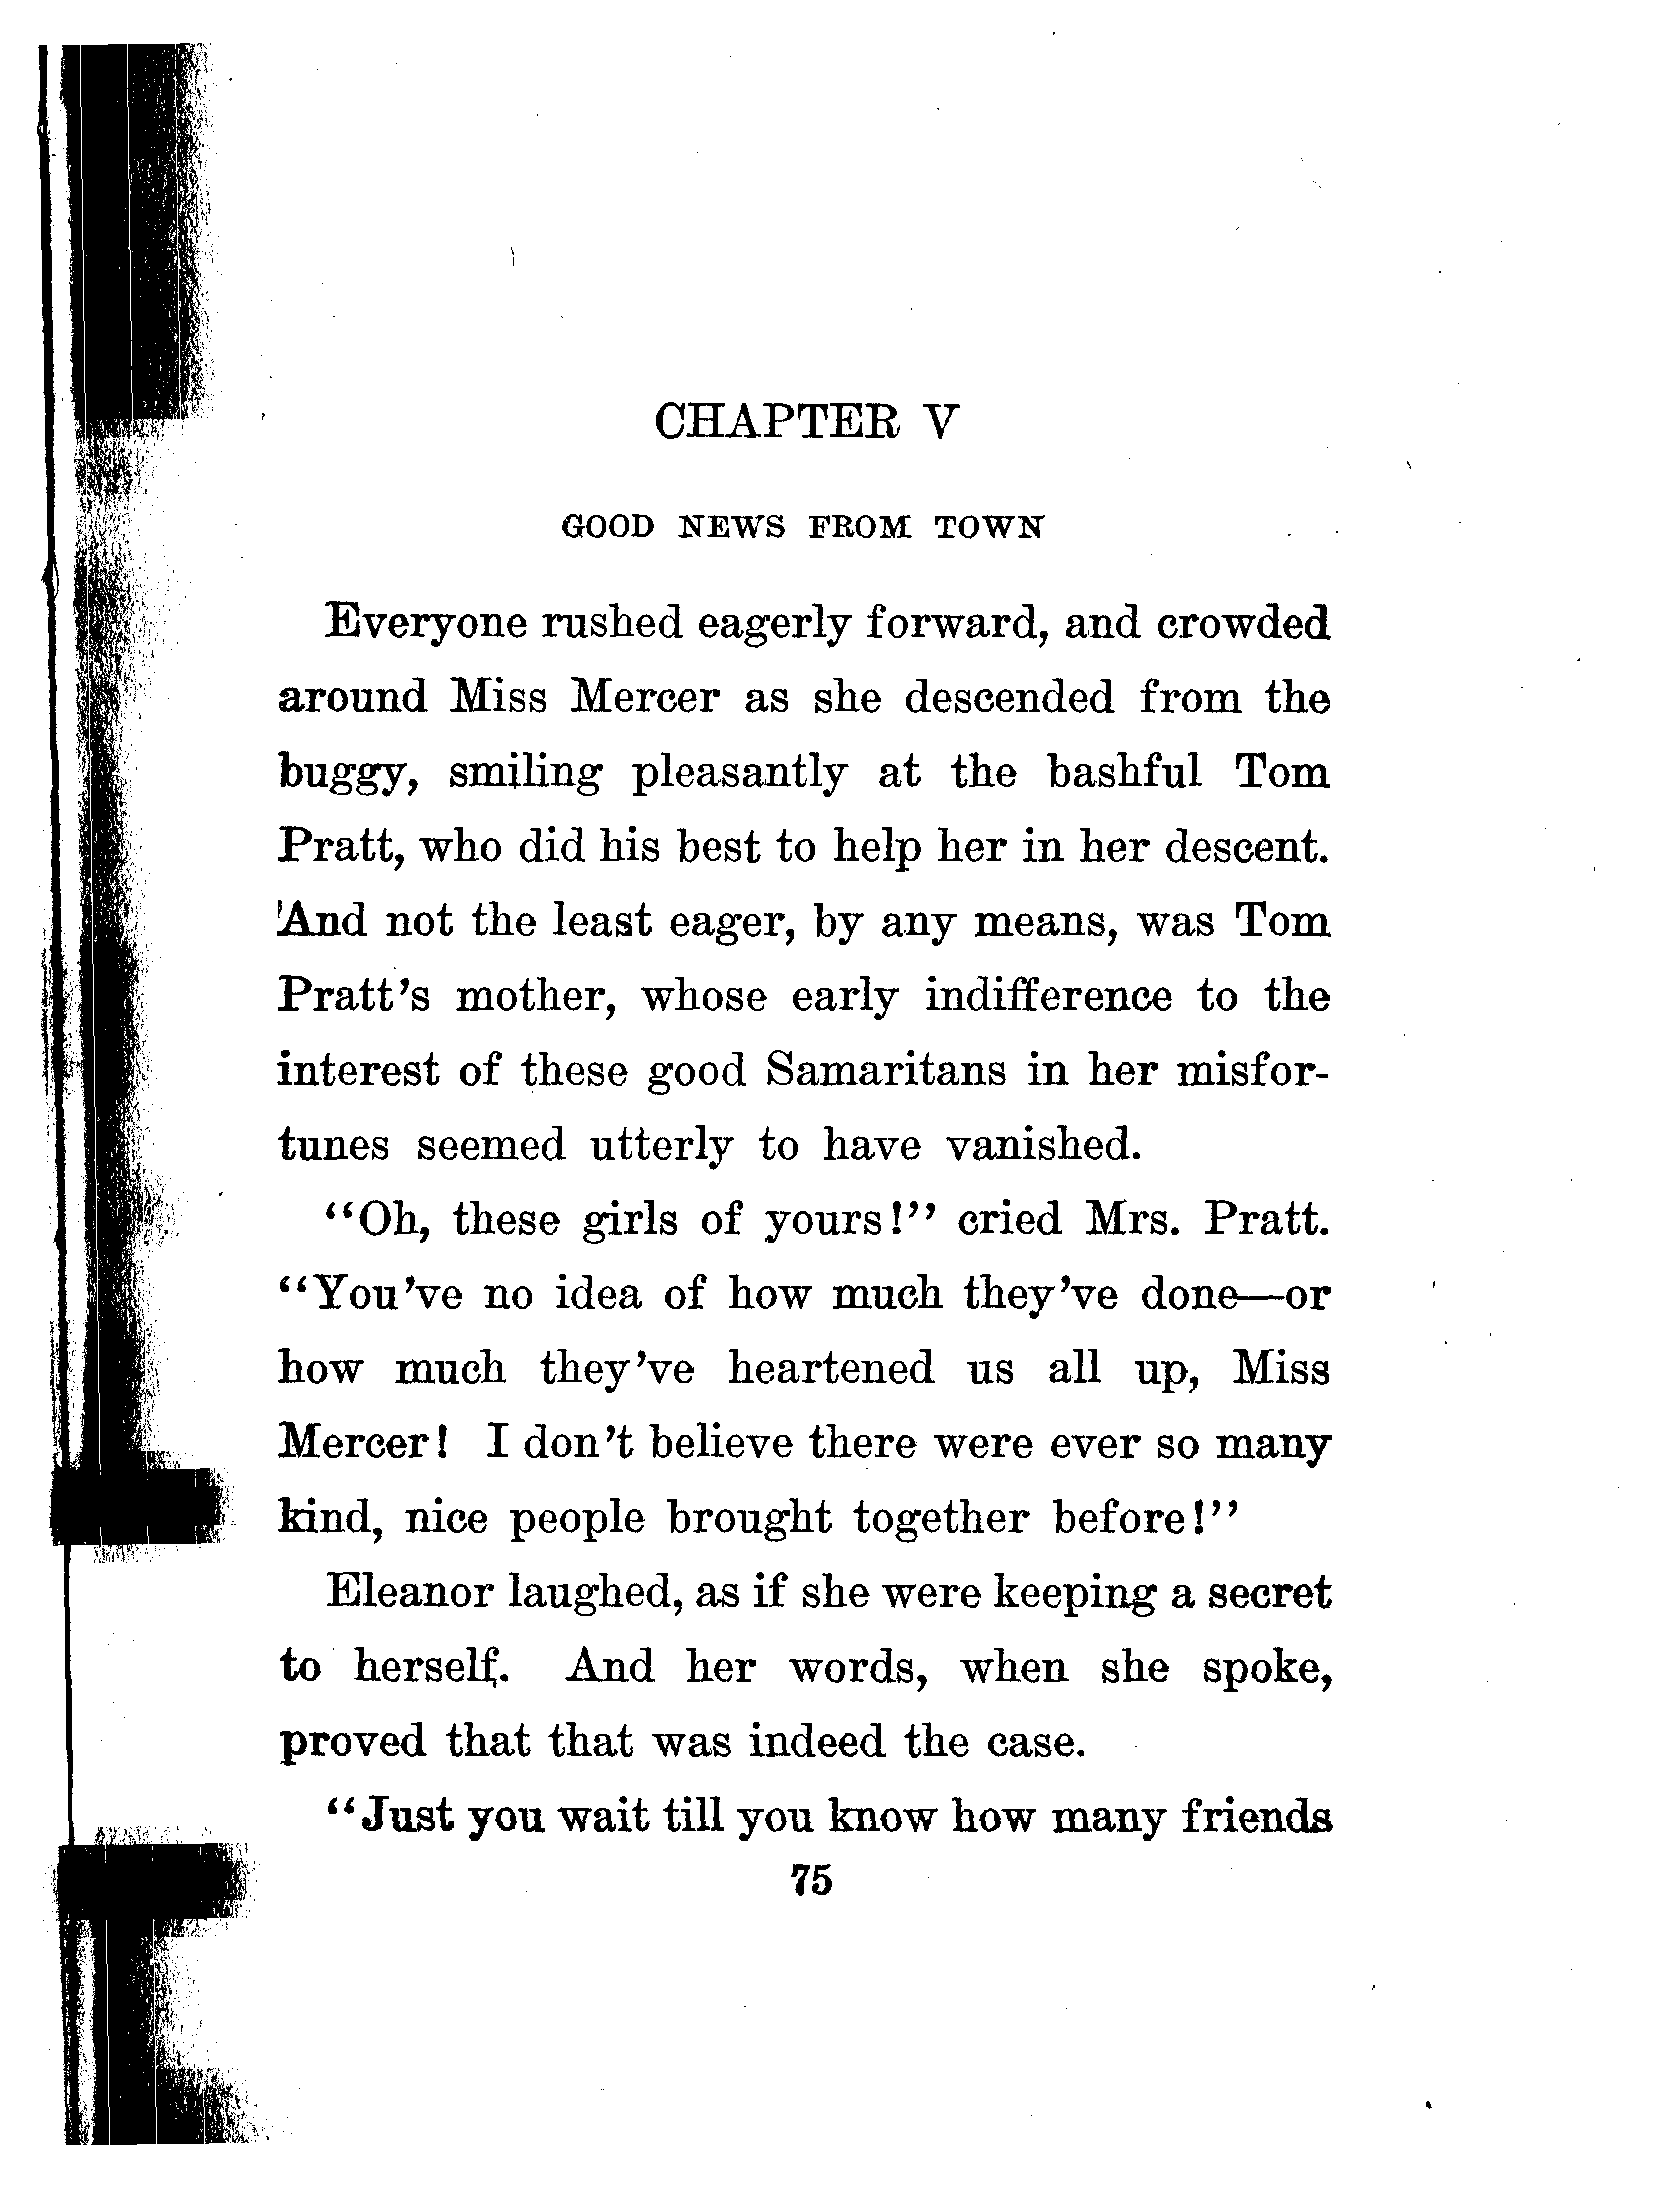 CHAPTER V
GOOD NEWS FROM TOWN
Everyone rushed eagerly forward, and crowded
around Miss Mercer as she descended from the
buggy, smiling pleasantly at the bashful Tom
Pratt, who did his best to help her in her descent.
And not the least eager, by any means, was Tom
Pratt's mother, whose early indifference to the
interest of these good Samaritans in her misfor-
tunes seemed utterly to have vanished.
"Oh, these girls of yours!" cried Mrs. Pratt.
"You've no idea of how much they've done—or
how much they've heartened us all up, Miss
Mercer! I don't believe there were ever so many
kind, nice people brought together before!"
Eleanor laughed, as if she were keeping a secret
to herself. And her words, when she spoke,
proved that that was indeed the case.
"Just you wait till you know how many friends
75